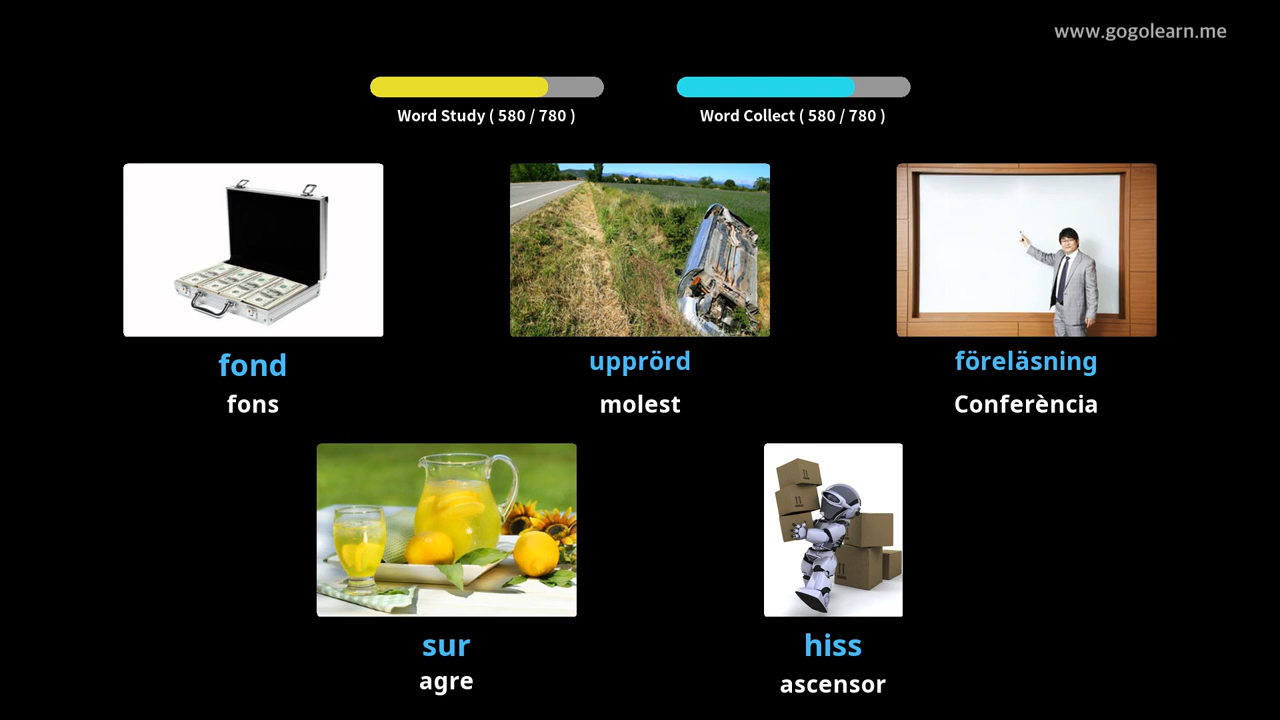 www.gogolearn.me
Word Study ( 580 / 780 )
Word Collect ( 580 / 780 )
fond
fons
upprörd
molest
föreläsning
Conferència
sur
agre
hiss
ascensor